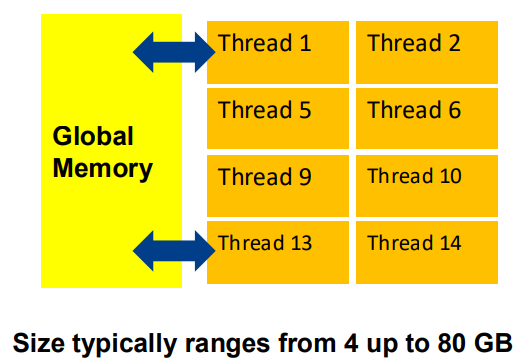 Global
Memory
Thread 1
Thread 2
Thread 5
Thread 6
Thread 9
Thread 10
Thread 13
Thread 14
Size typically ranges from 4 up to 80 GB